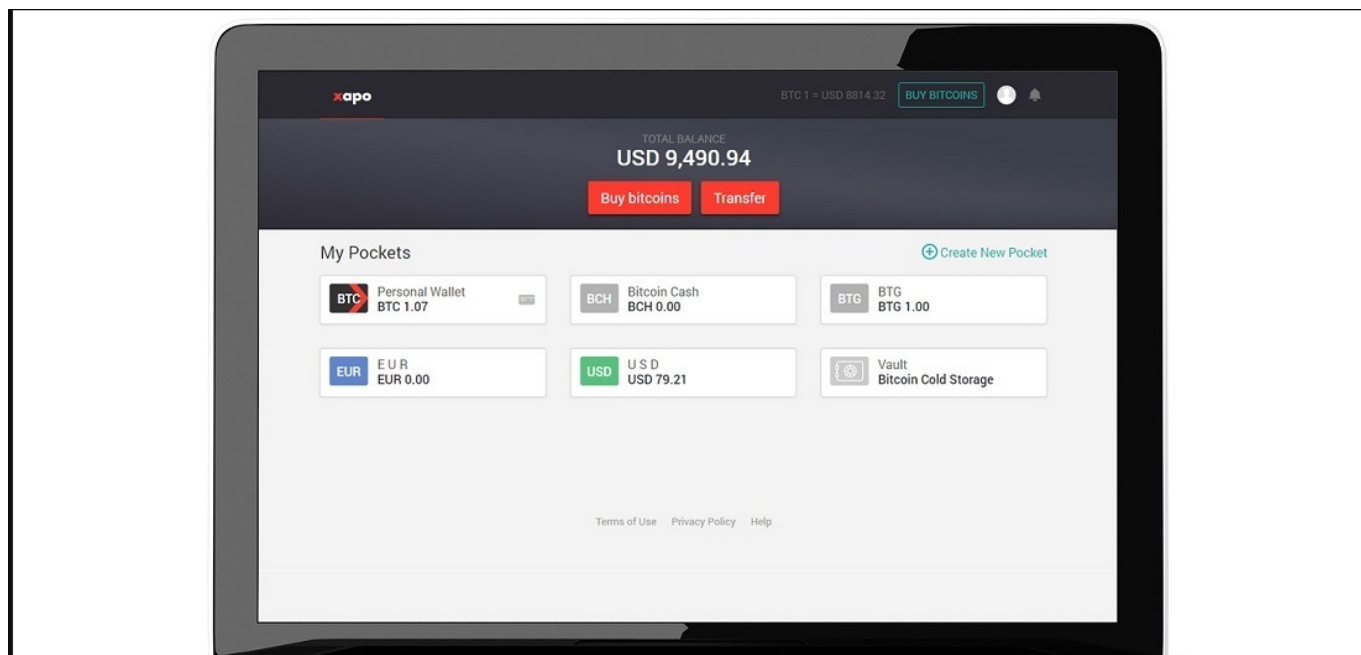 xapo
BTC 1 = USD 8814.32
BUY BITCOINS
TOTAL BALANCE
USD 9,490.94
Buy bitcoins Transfer
My Pockets
Create New Pocket
BTC
Personal Wallet
BTC 1.07
BCH
Bitcoin Cash
BCH 0.00
BTG
BTG
BTG 1.00
EUR
E U R
EUR 0.00
USD
U S D
USD 79.21
Vault
Bitcoin Cold Storage
Terms of Use Privacy Policy Help